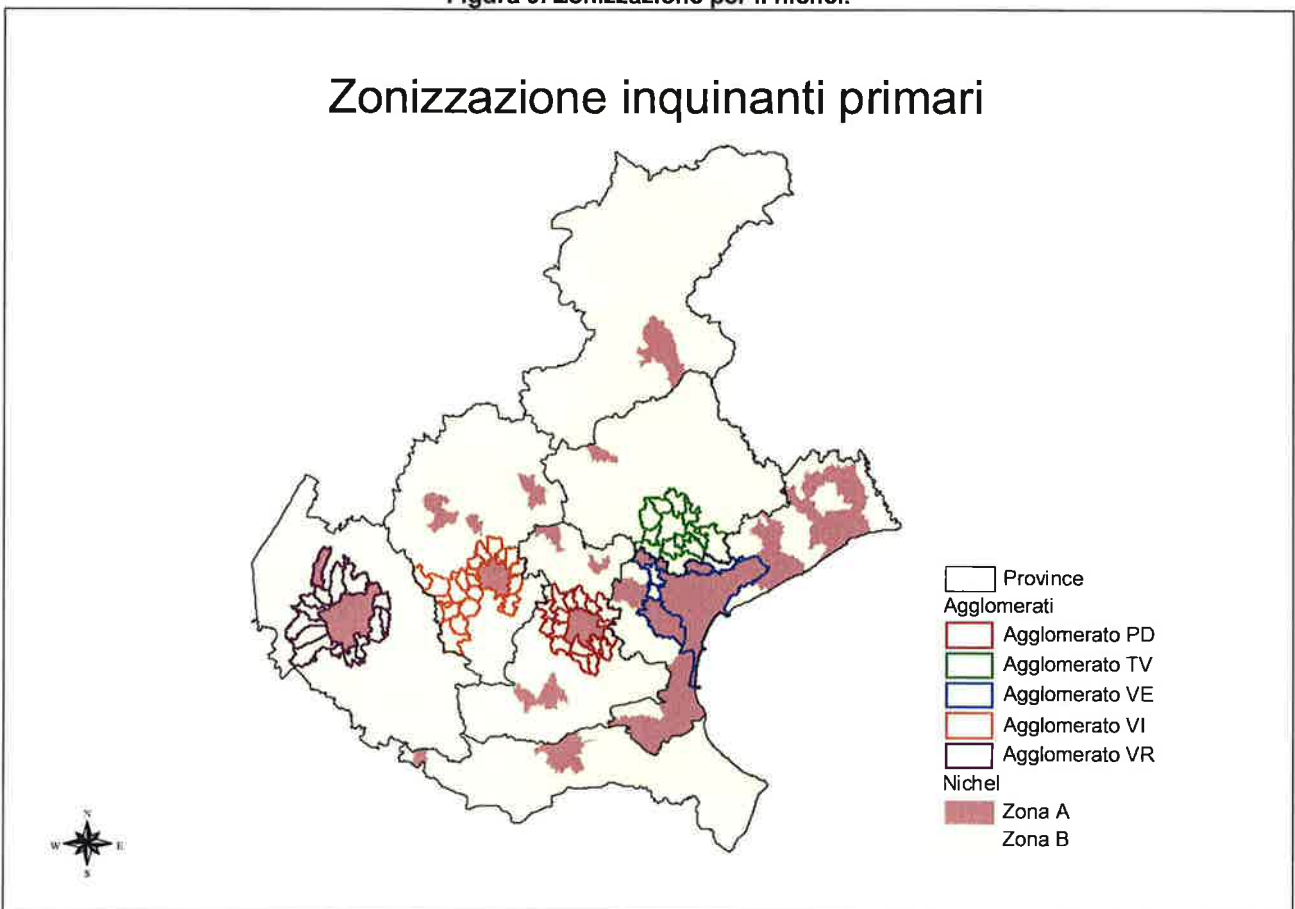 Zonizzazione inquinanti primari
Province
Agglomerati
Agglomerato PD
Agglomerato TV
Agglomerato VE
Agglomerato VI
Agglomerato VR
Nichel
Zona A
Zona B
N
W
E
S